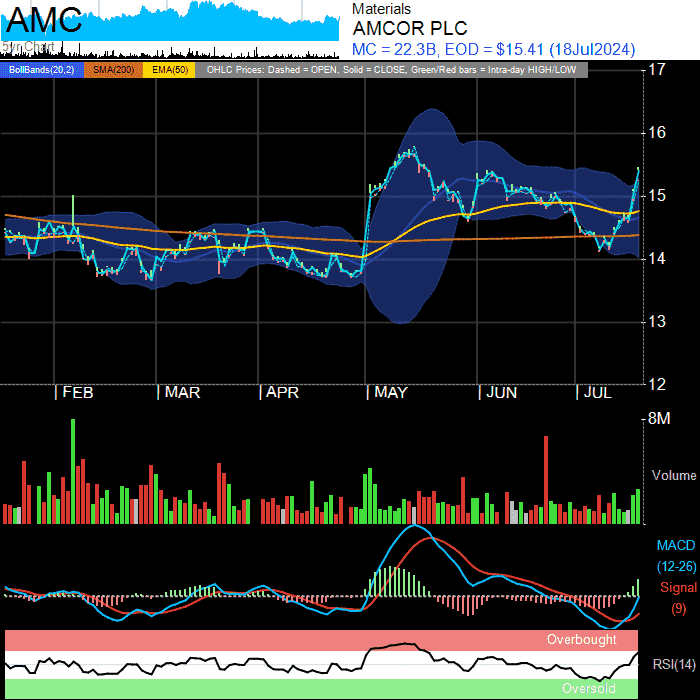 AMC
5yr Chart
Materials
AMCOR PLC
MC = 22.3B, EOD = $15.41 (18Jul2024)
BollBands(20,2) SMA(200) EMA(50) OHLC Prices: Dashed = OPEN, Solid = CLOSE, Green/Red bars = Intra-day HIGH/LOW
17
16
15
14
13
12
FEB MAR APR MAY JUN JUL
8M
Volume
MACD
(12-26)
Signal
(9)
Overbought
RSI(14)
Oversold